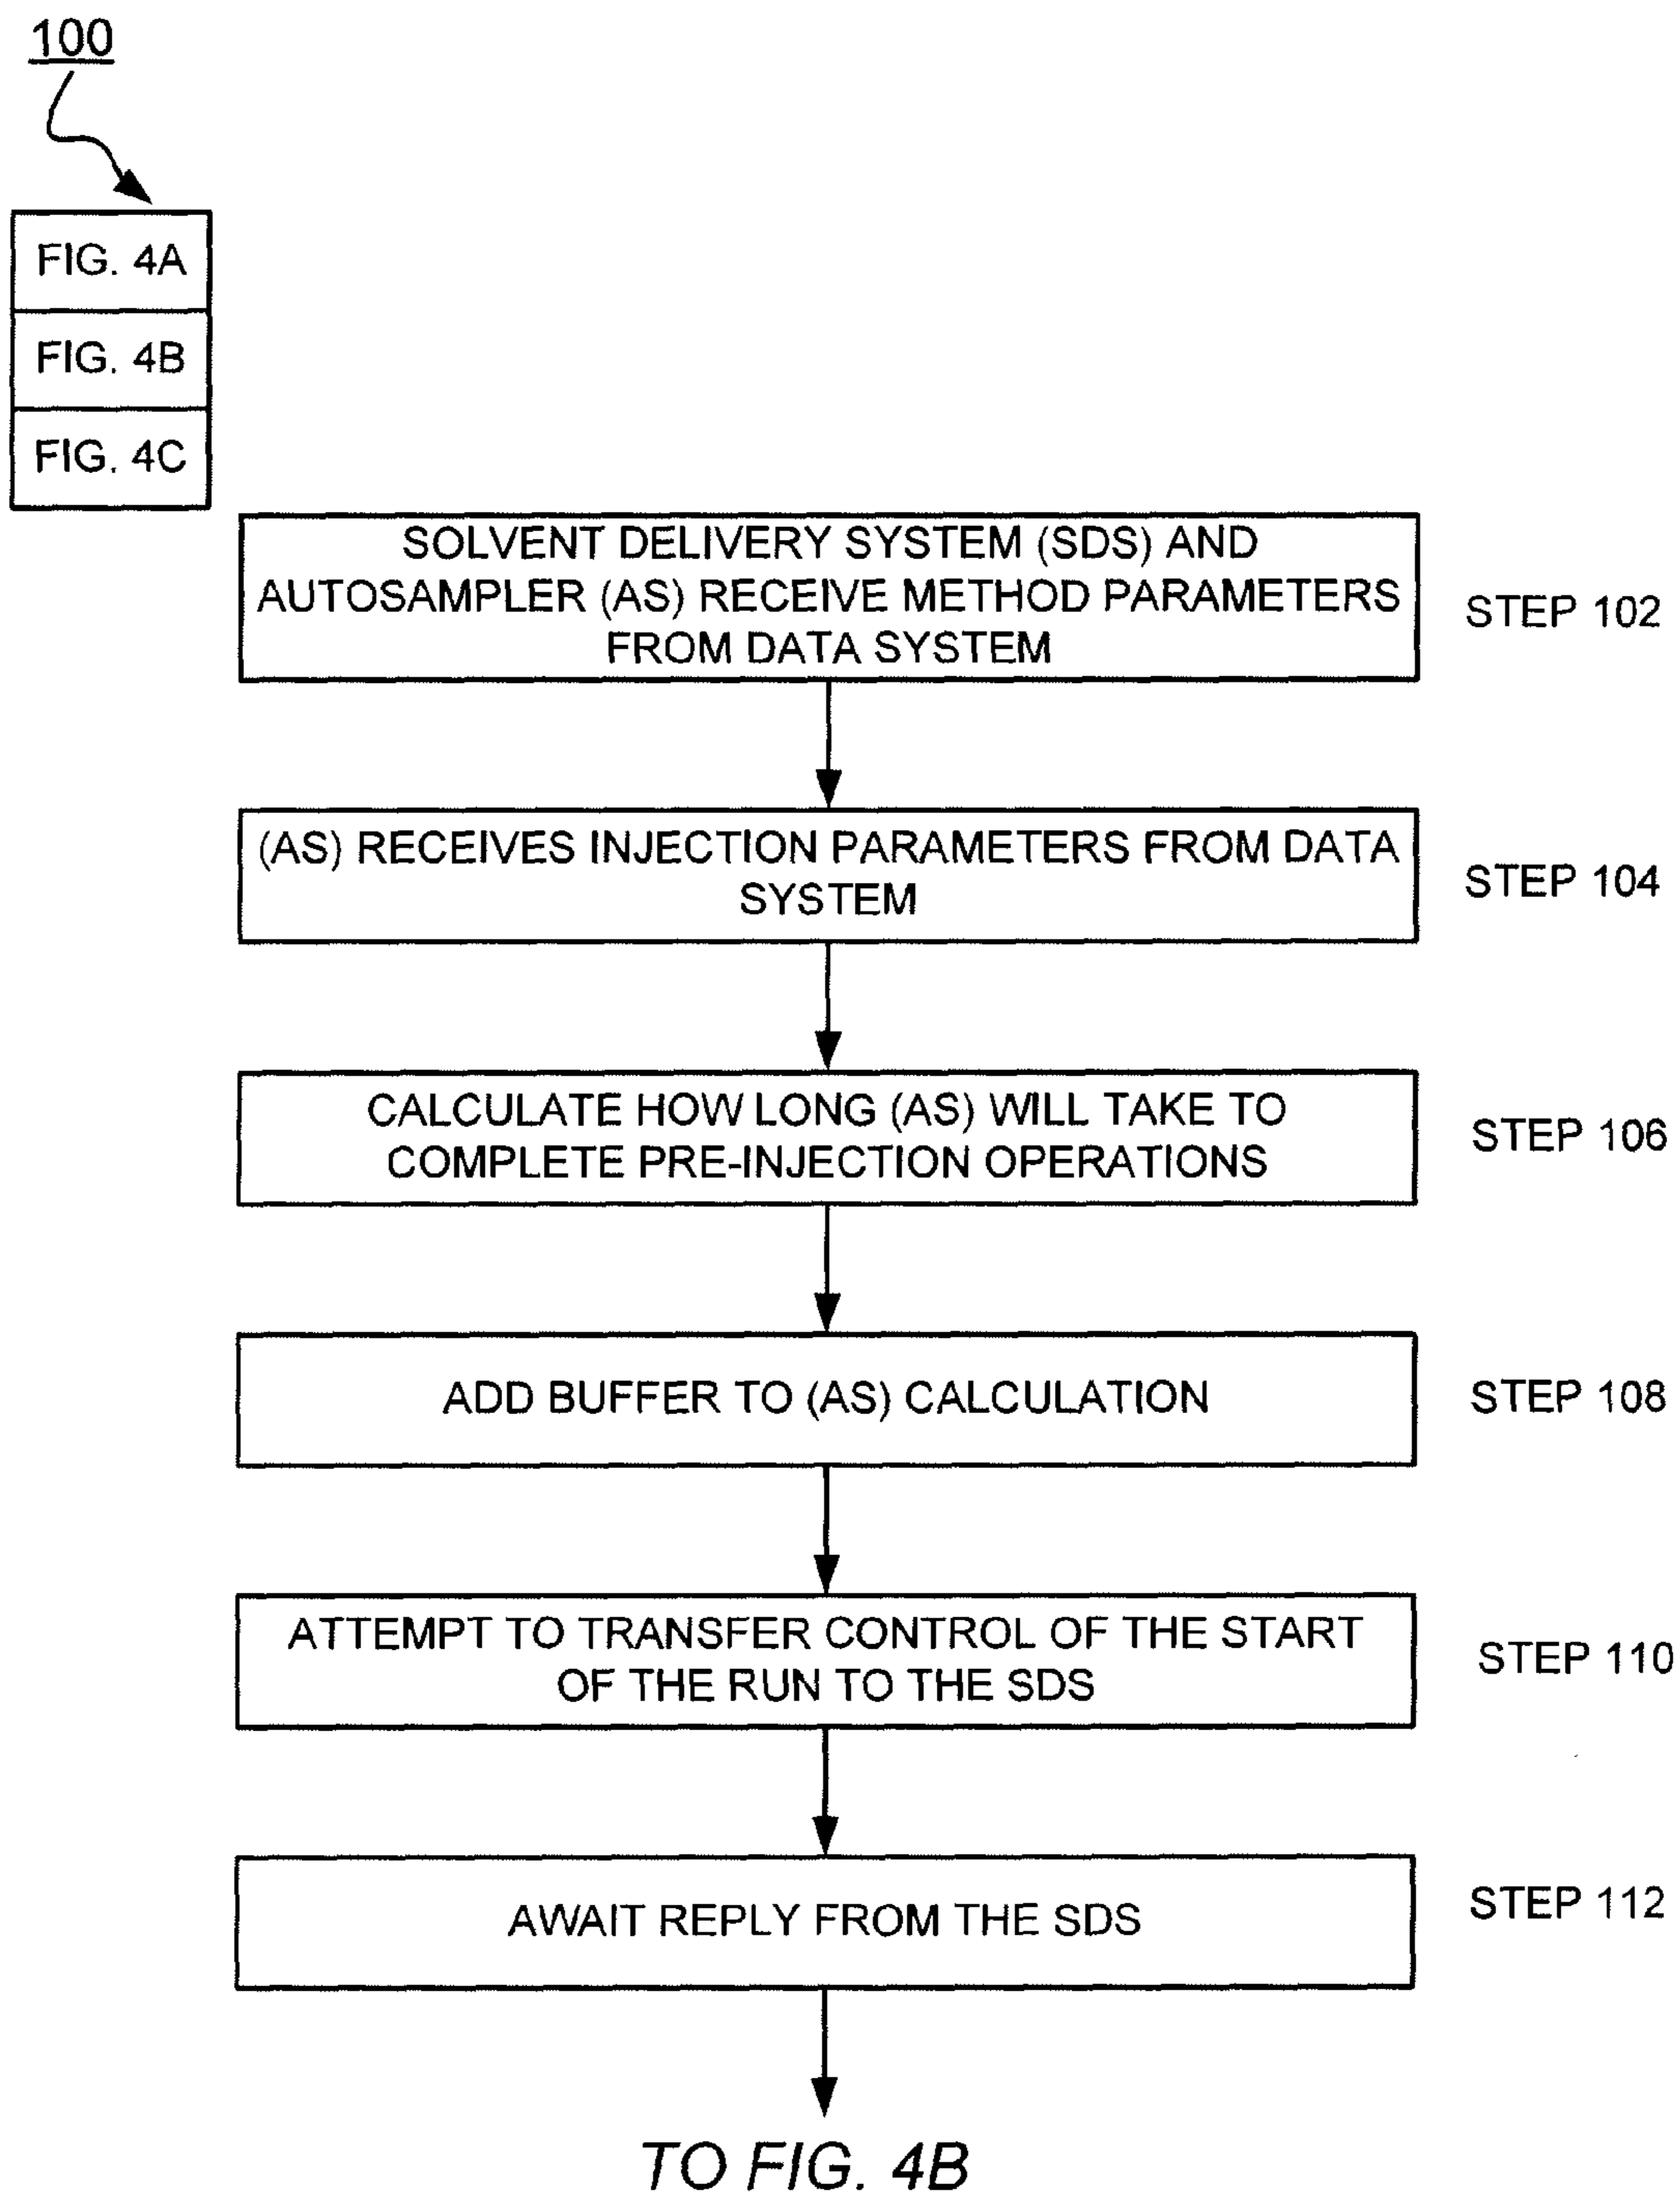 100
FIG. 4A
FIG. 4B
FIG. 4C
SOLVENT DELIVERY SYSTEM (SDS) AND
AUTOSAMPLER (AS) RECEIVE METHOD PARAMETERS
FROM DATA SYSTEM
STEP 102
(AS) RECEIVES INJECTION PARAMETERS FROM DATA
SYSTEM
STEP 104
CALCULATE HOW LONG (AS) WILL TAKE TO
COMPLETE PRE-INJECTION OPERATIONS
STEP 106
ADD BUFFER TO (AS) CALCULATION
STEP 108
ATTEMPT TO TRANSFER CONTROL OF THE START
OF THE RUN TO THE SDS
STEP 110
AWAIT REPLY FROM THE SDS
STEP 112
TO FIG. 4B